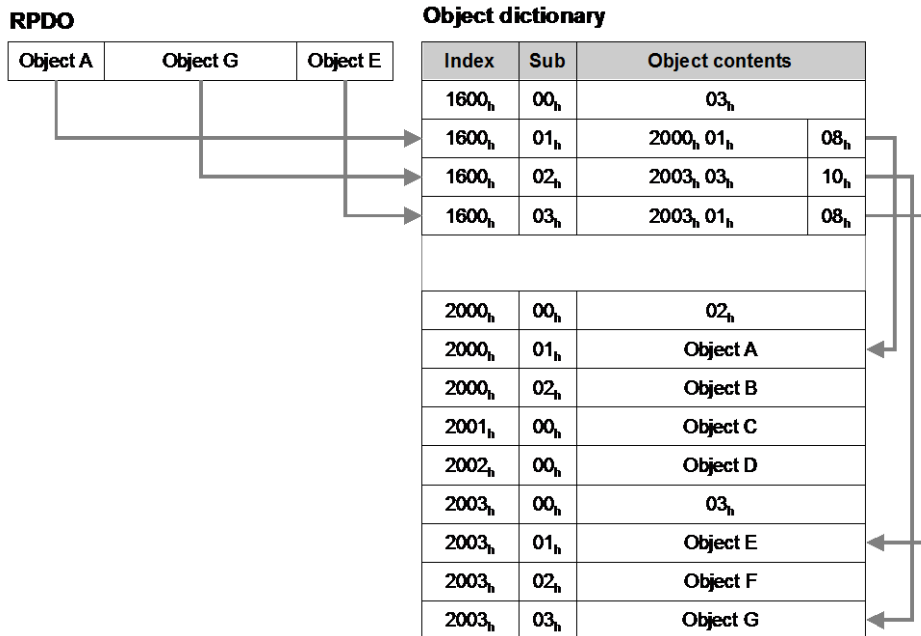 RPDO
Object dictionary
Object A Object G Object E
Index Sub Object contents
1600h 00h 03h
1600h 01h 2000h 01h 08h
1600h 02h 2003h 03h 10h
1600h 03h 2003h 01h 08h
2000h 00h 02h
2000h 01h Object A
2000h 02h Object B
2001h 00h Object C
2002h 00h Object D
2003h 00h 03h
2003h 01h Object E
2003h 02h Object F
2003h 03h Object G